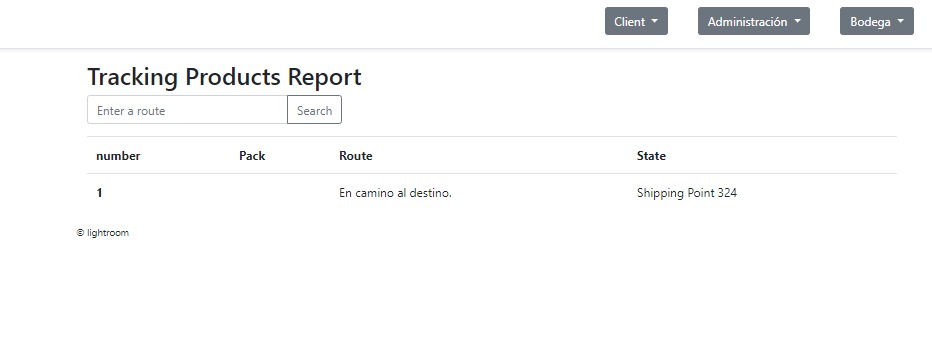 Client Administración Bodega
Tracking Products Report
Enter a route Search
number Pack Route State
1 En camino al destino. Shipping Point 324
© lightroom